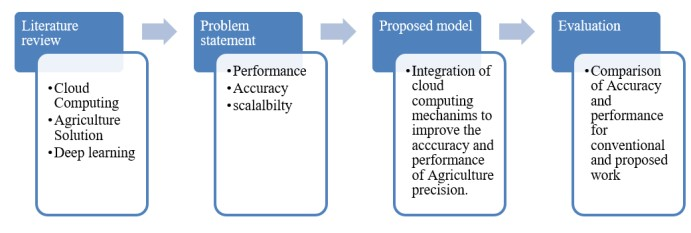 Literature
review
• Cloud
Computing
• Agriculture
Solution
• Deep learning
Problem
statement
• Performance
• Accuracy
• scalalbilty
Proposed model
• Integration of
cloud
computing
mechanims to
improve the
acccuracy and
performance
of Agriculture
precision.
Evaluation
• Comparison
of Accuracy
and
performance
for
conventional
and proposed
work